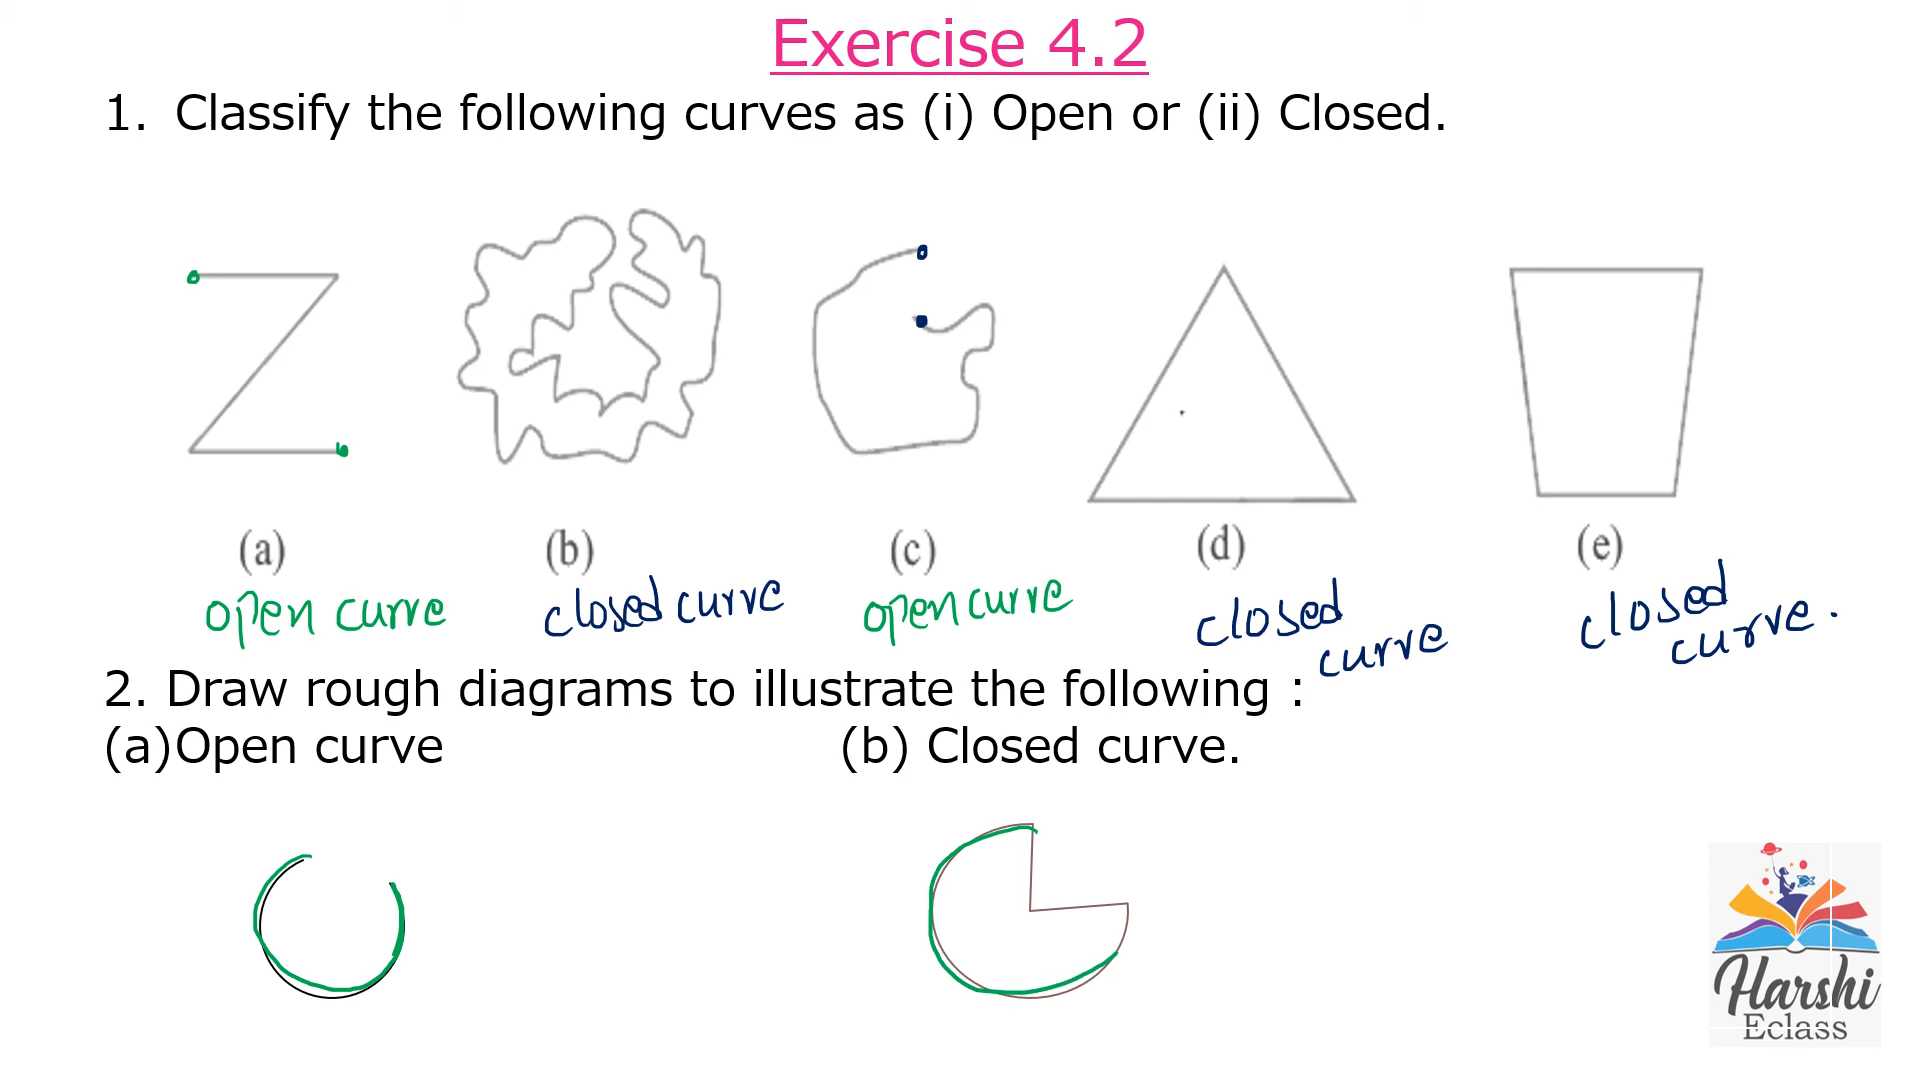 Exercise 4.2
1. Classify the following curves as (i) Open or (ii) Closed.
(a) (b) (c) (d) (e)
open curve closed curve open curve closed curve closed curve.
2. Draw rough diagrams to illustrate the following :
(a)Open curve (b) Closed curve.
Harshi
Eclass